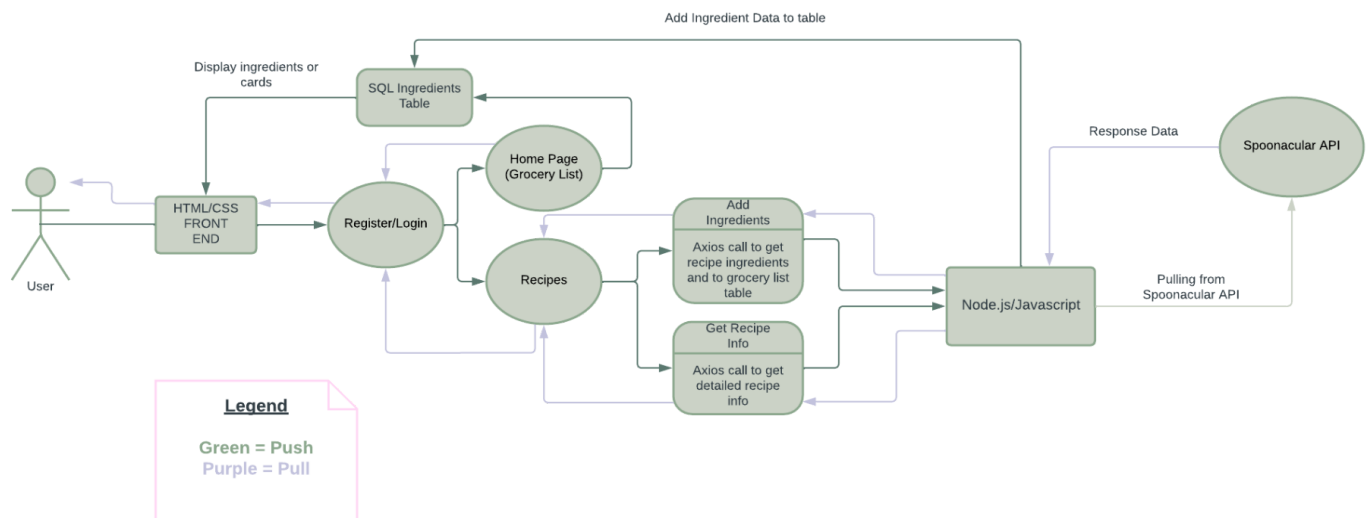 Add Ingredient Data to table
Display ingredients or
cards
SQL Ingredients
Table
Response Data
Spoonacular API
Home Page
(Grocery List)
HTML/CSS
FRONT
END
Register/Login
User
Recipes
Add
Ingredients
Axios call to get
recipe ingredients
and to grocery list
table
Get Recipe
Info
Axios call to get
detailed recipe
info
Node.js/Javascript
Pulling from
Spoonacular API
Legend
Green = Push
Purple = Pull